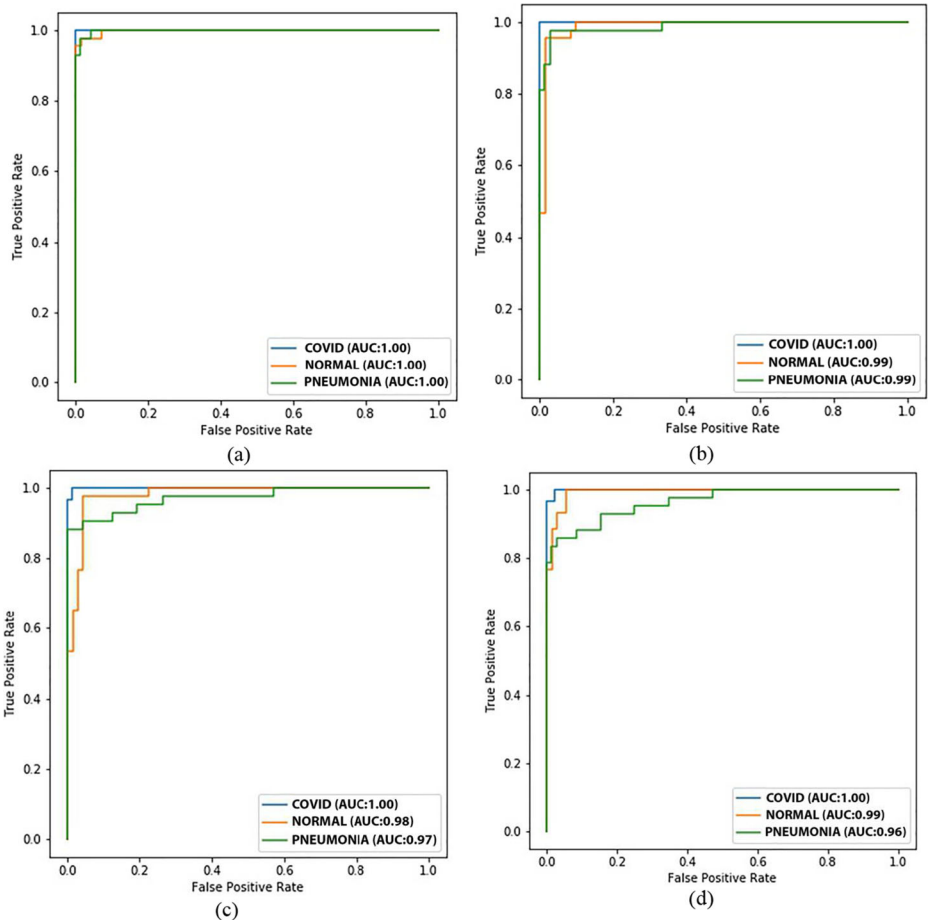 1.0
0.8
0.6
0.4
0.2
0.0
True Positive Rate
COVID (AUC:1.00)
NORMAL (AUC:1.00)
PNEUMONIA (AUC:1.00)
0.0 0.2 0.4 0.6 0.8 1.0
False Positive Rate
(a)
1.0
0.8
0.6
0.4
0.2
0.0
True Positive Rate
COVID (AUC:1.00)
NORMAL (AUC:0.99)
PNEUMONIA (AUC:0.99)
0.0 0.2 0.4 0.6 0.8 1.0
False Positive Rate
(b)
1.0
0.8
0.6
0.4
0.2
0.0
True Positive Rate
COVID (AUC:1.00)
NORMAL (AUC:0.98)
PNEUMONIA (AUC:0.97)
0.0 0.2 0.4 0.6 0.8 1.0
False Positive Rate
(c)
1.0
0.8
0.6
0.4
0.2
0.0
True Positive Rate
COVID (AUC:1.00)
NORMAL (AUC:0.99)
PNEUMONIA (AUC:0.96)
0.0 0.2 0.4 0.6 0.8 1.0
False Positive Rate
(d)